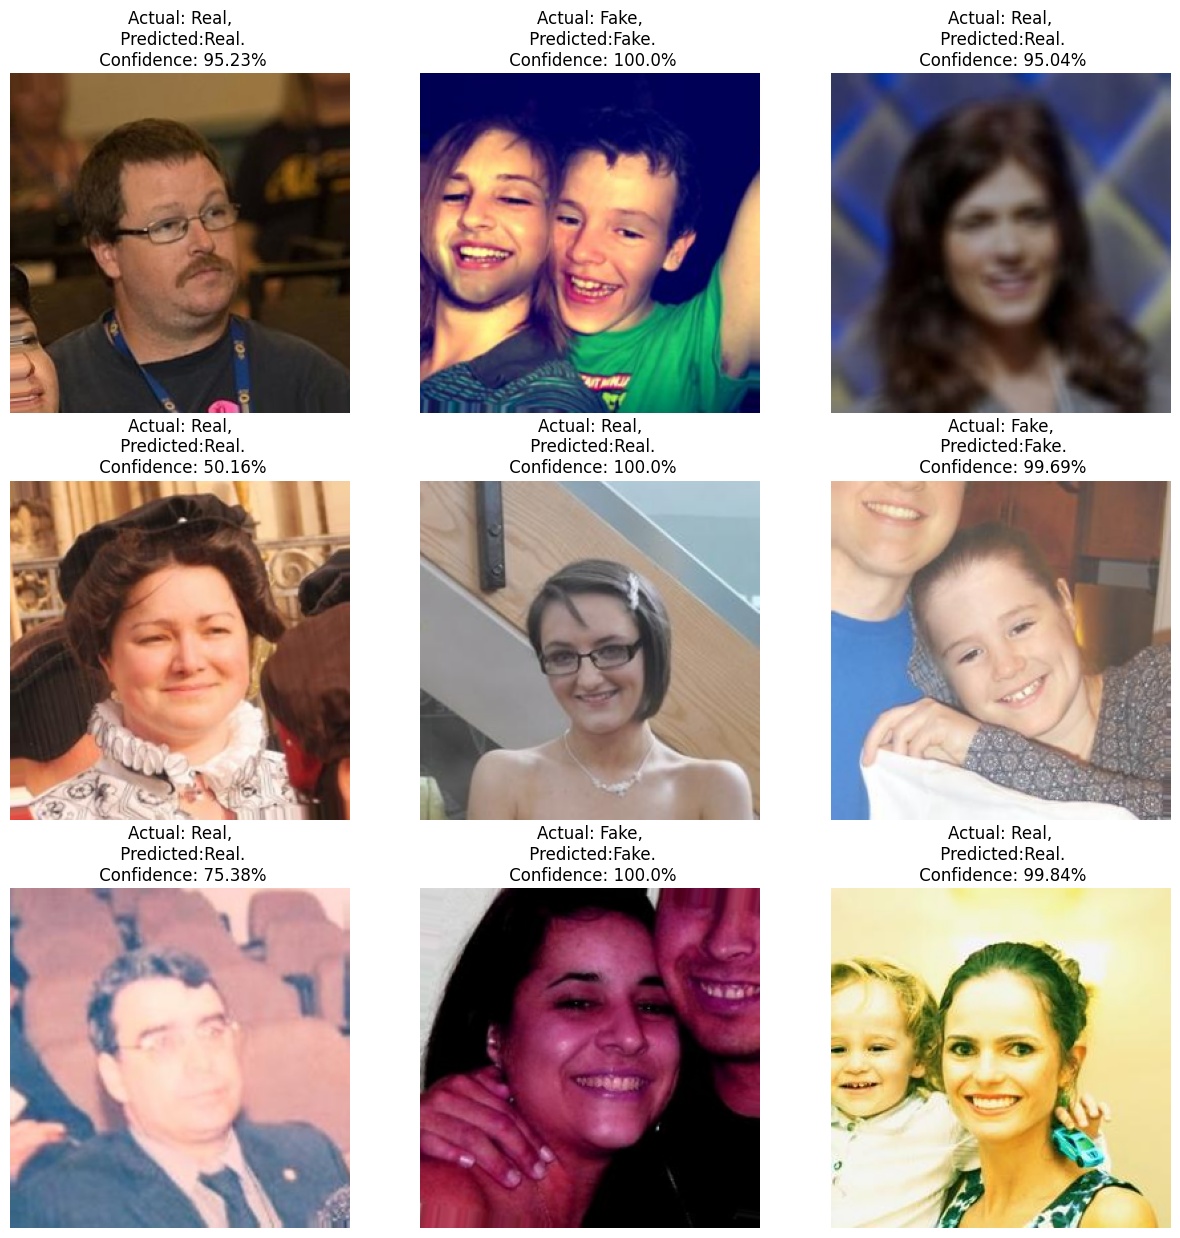 Actual: Real,
Predicted:Real.
Confidence: 95.23%
Actual: Fake,
Predicted:Fake.
Confidence: 100.0%
Actual: Real,
Predicted:Real.
Confidence: 95.04%
Actual: Real,
Predicted:Real.
Confidence: 50.16%
Actual: Real,
Predicted:Real.
Confidence: 100.0%
Actual: Fake,
Predicted:Fake.
Confidence: 99.69%
Actual: Real,
Predicted:Real.
Confidence: 75.38%
Actual: Fake,
Predicted:Fake.
Confidence: 100.0%
Actual: Real,
Predicted:Real.
Confidence: 99.84%